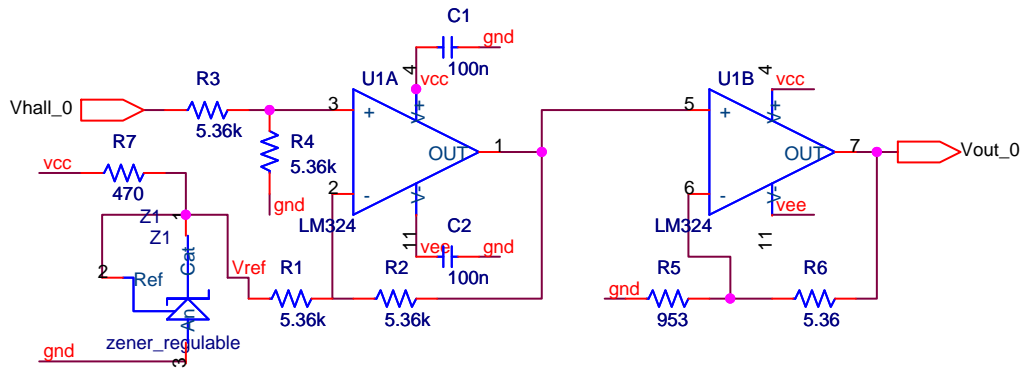 C1
gnd
100n
U1A
4
vcc
V+
R3
Vhall_0
5.36k
3
+
R4
5.36k
gnd
OUT
1
2
-
V-
LM324
11
vee
C2
gnd
100n
R7
vcc
470
Z1
1
Z1
Cat
2
Ref
An
zener_regulable
gnd
3
Vref
R1
5.36k
R2
5.36k
U1B
4
vcc
V+
5
+
OUT
7
Vout_0
6
-
V-
LM324
vee
11
gnd
R5
953
R6
5.36